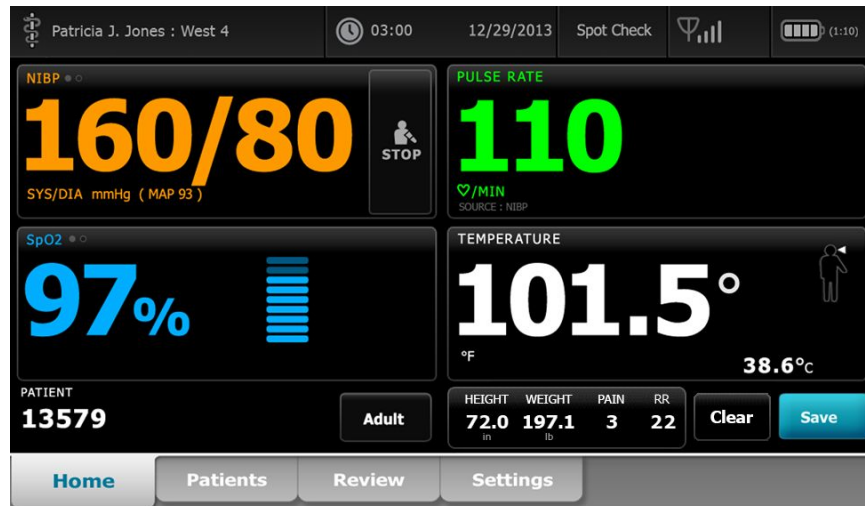 Patricia J. Jones : West 4 03:00 12/29/2013 Spot Check (1:10)
NIBP
160/80
STOP
SYS/DIA mmHg ( MAP 93 )
PULSE RATE
110
/MIN
SOURCE : NIBP
SpO2
97%
TEMPERATURE
101.5°
°F
38.6°C
PATIENT
13579
Adult
HEIGHT WEIGHT PAIN RR
72.0 197.1 3 22
in lb
Clear
Save
Home Patients Review Settings